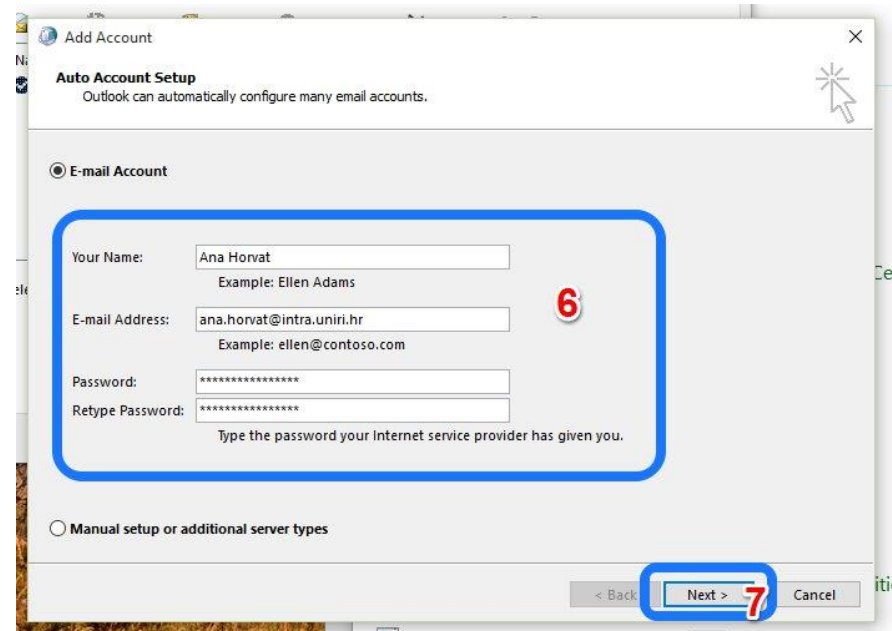 Add Account
Auto Account Setup
Outlook can automatically configure many email accounts.
E-mail Account
Your Name: Ana Horvat
Example: Ellen Adams
6
E-mail Address: ana.horvat@intra.uniri.hr
Example: ellen@contoso.com
Password: ****************
Retype Password: ****************
Type the password your Internet service provider has given you.
Manual setup or additional server types
< Back Next > 7 Cancel